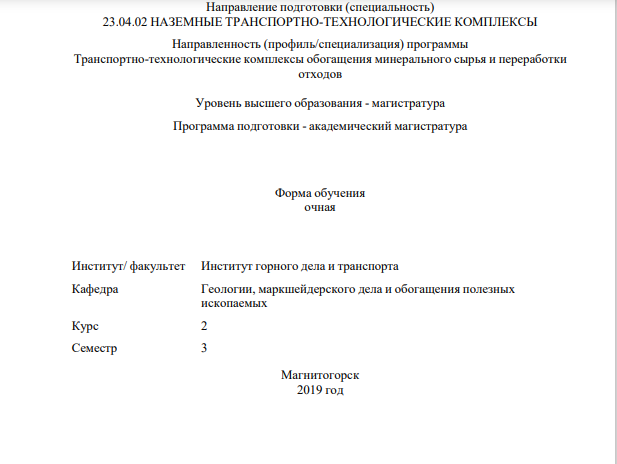 Направление подготовки (специальность)
23.04.02 НАЗЕМНЫЕ ТРАНСПОРТНО-ТЕХНОЛОГИЧЕСКИЕ КОМПЛЕКСЫ
Направленность (профиль/специализация) программы
Транспортно-технологические комплексы обогащения минерального сырья и переработки
отходов
Уровень высшего образования - магистратура
Программа подготовки - академический магистратура
Форма обучения
очная
Институт/ факультет Институт горного дела и транспорта
Кафедра Геологии, маркшейдерского дела и обогащения полезных
ископаемых
Курс 2
Семестр 3
Магнитогорск
2019 год